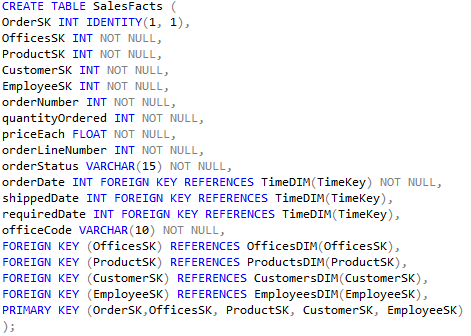 CREATE TABLE SalesFacts (
OrderSK INT IDENTITY(1, 1),
OfficesSK INT NOT NULL,
ProductSK INT NOT NULL,
CustomerSK INT NOT NULL,
EmployeeSK INT NOT NULL,
orderNumber INT NOT NULL,
quantityOrdered INT NOT NULL,
priceEach FLOAT NOT NULL,
orderLineNumber INT NOT NULL,
orderStatus VARCHAR(15) NOT NULL,
orderDate INT FOREIGN KEY REFERENCES TimeDIM(TimeKey) NOT NULL,
shippedDate INT FOREIGN KEY REFERENCES TimeDIM(TimeKey),
requiredDate INT FOREIGN KEY REFERENCES TimeDIM(TimeKey),
officeCode VARCHAR(10) NOT NULL,
FOREIGN KEY (OfficesSK) REFERENCES OfficesDIM(OfficesSK),
FOREIGN KEY (ProductSK) REFERENCES ProductsDIM(ProductSK),
FOREIGN KEY (CustomerSK) REFERENCES CustomersDIM(CustomerSK),
FOREIGN KEY (EmployeeSK) REFERENCES EmployeesDIM(EmployeeSK),
PRIMARY KEY (OrderSK,OfficesSK, ProductSK, CustomerSK, EmployeeSK)
);